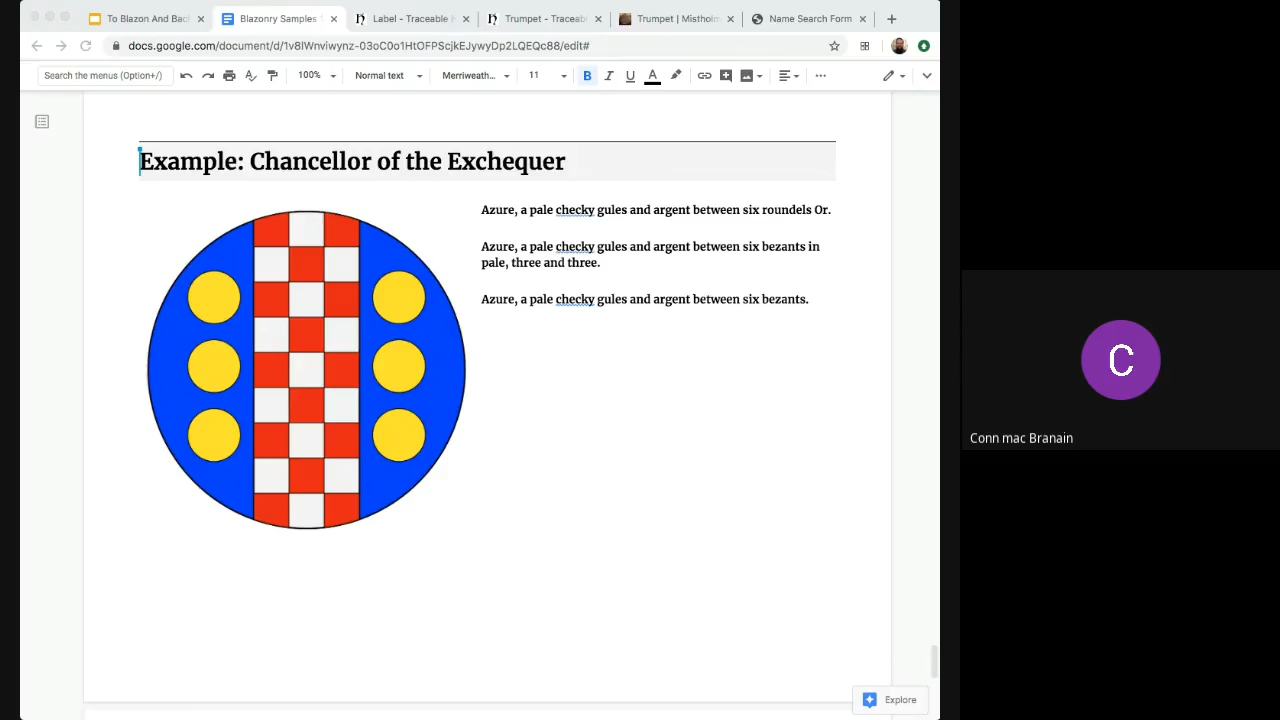 To Blazon And Bac
Blazonry Samples
Label - Traceable
Trumpet - Traceab
Trumpet | Mistholm
Name Search Form
docs.google.com/document/d/1v8lWnviwynz-03oC0o1HtOFPScjkEJywyDp2LQEQc88/edit#
Search the menus (Option+/)
100%
Normal text
Merriweath...
11
B I U A
Example: Chancellor of the Exchequer
Azure, a pale checky gules and argent between six roundels Or.
Azure, a pale checky gules and argent between six bezants in
pale, three and three.
Azure, a pale checky gules and argent between six bezants.
Explore
C
Conn mac Branain